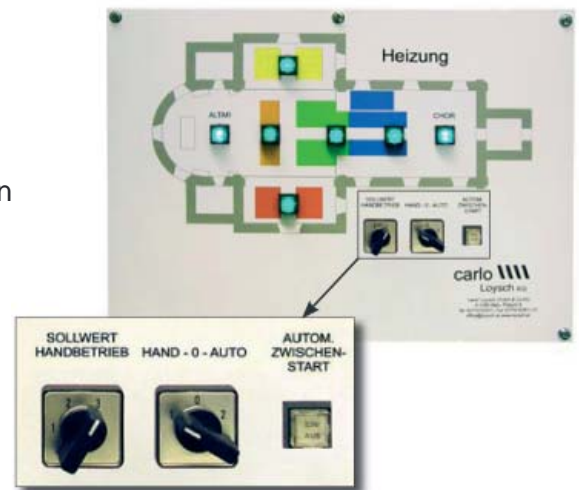 n
Heizung
ALTAR
CHOR
SOLLWERT
HANDBETRIEB
HAND - 0 - AUTO
AUTOM.
ZWISCHEN-
START
carlo
Loysch
SOLLWERT
HANDBETRIEB
HAND - 0 - AUTO
AUTOM.
ZWISCHEN-
START
1 2 3
0 2
AUS